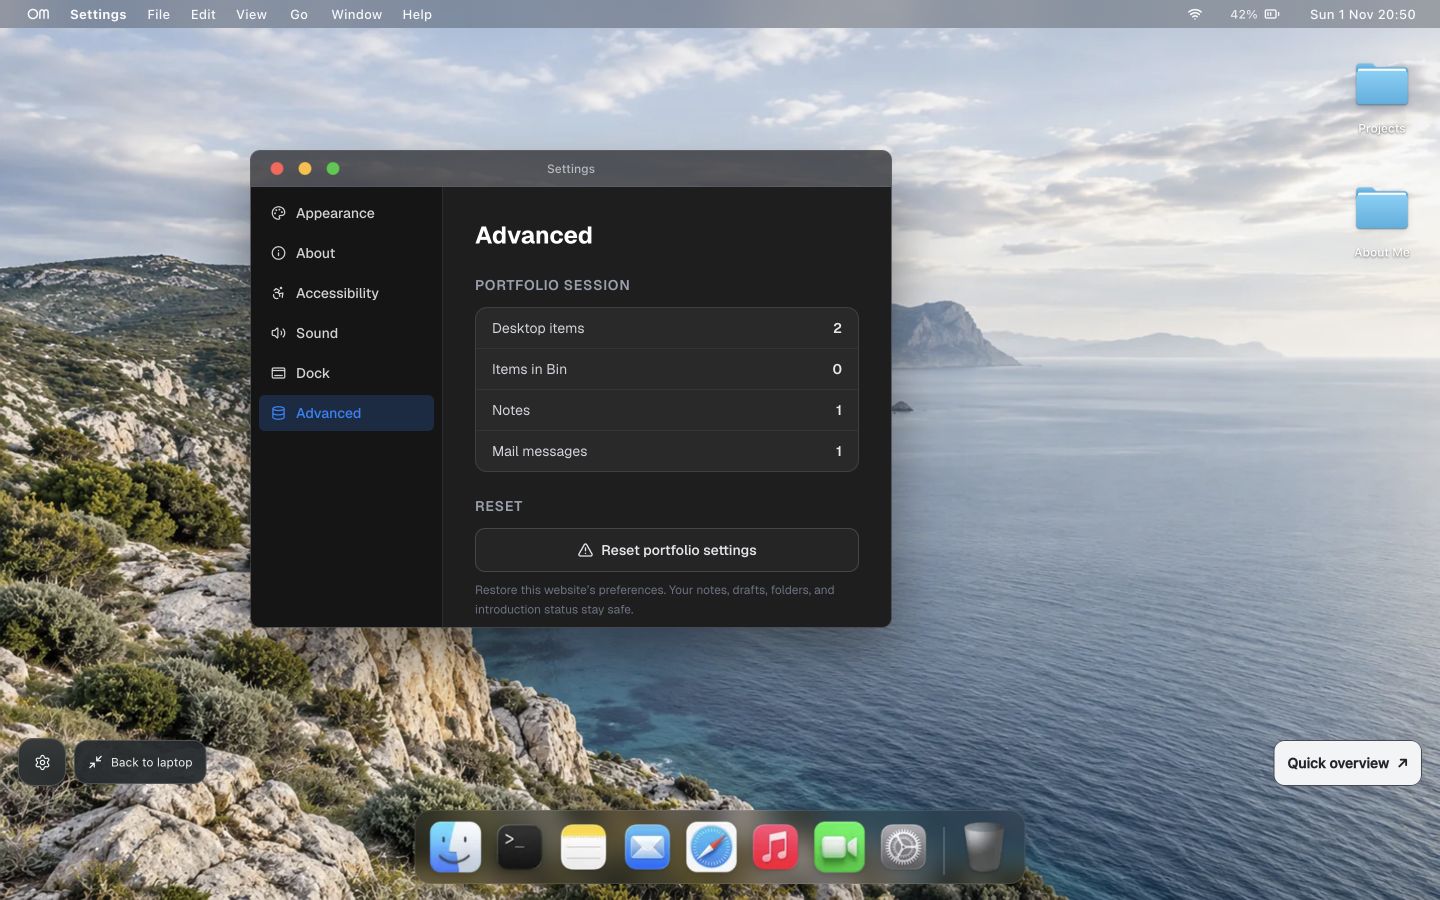 OM Settings File Edit View Go Window Help 42% Sun 1 Nov 20:50
Projects
About Me
Settings
Appearance
About
Accessibility
Sound
Dock
Advanced
Advanced
PORTFOLIO SESSION
Desktop items 2
Items in Bin 0
Notes 1
Mail messages 1
RESET
Reset portfolio settings
Restore this website's preferences. Your notes, drafts, folders, and
introduction status stay safe.
Back to laptop
Quick overview
>_